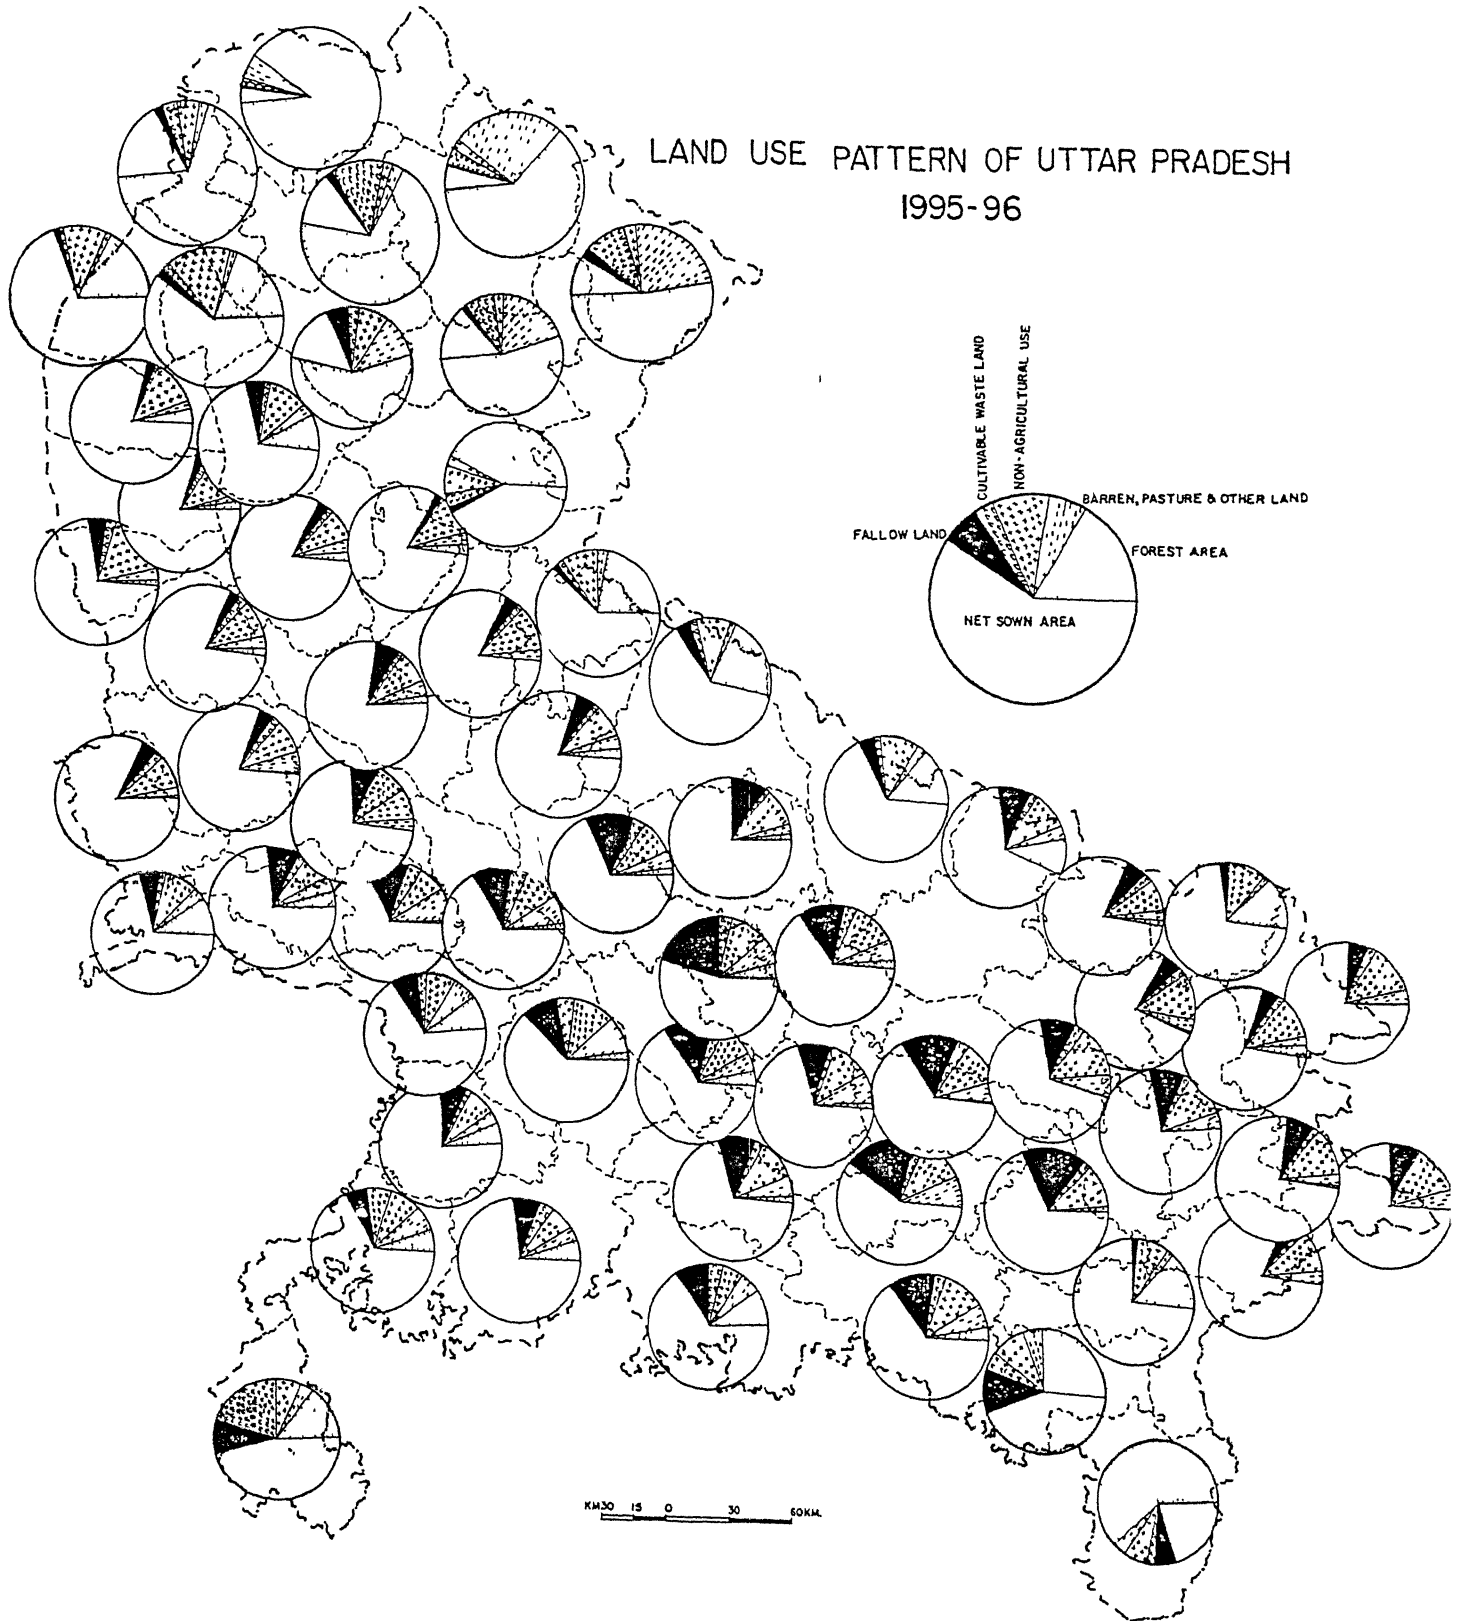 LAND USE PATTERN OF UTTAR PRADESH
1995-96
CULTIVABLE WASTE LAND
NON-AGRICULTURAL USE
BARREN, PASTURE & OTHER LAND
FALLOW LAND
FOREST AREA
NET SOWN AREA
KM30 15 0 30 60KM.